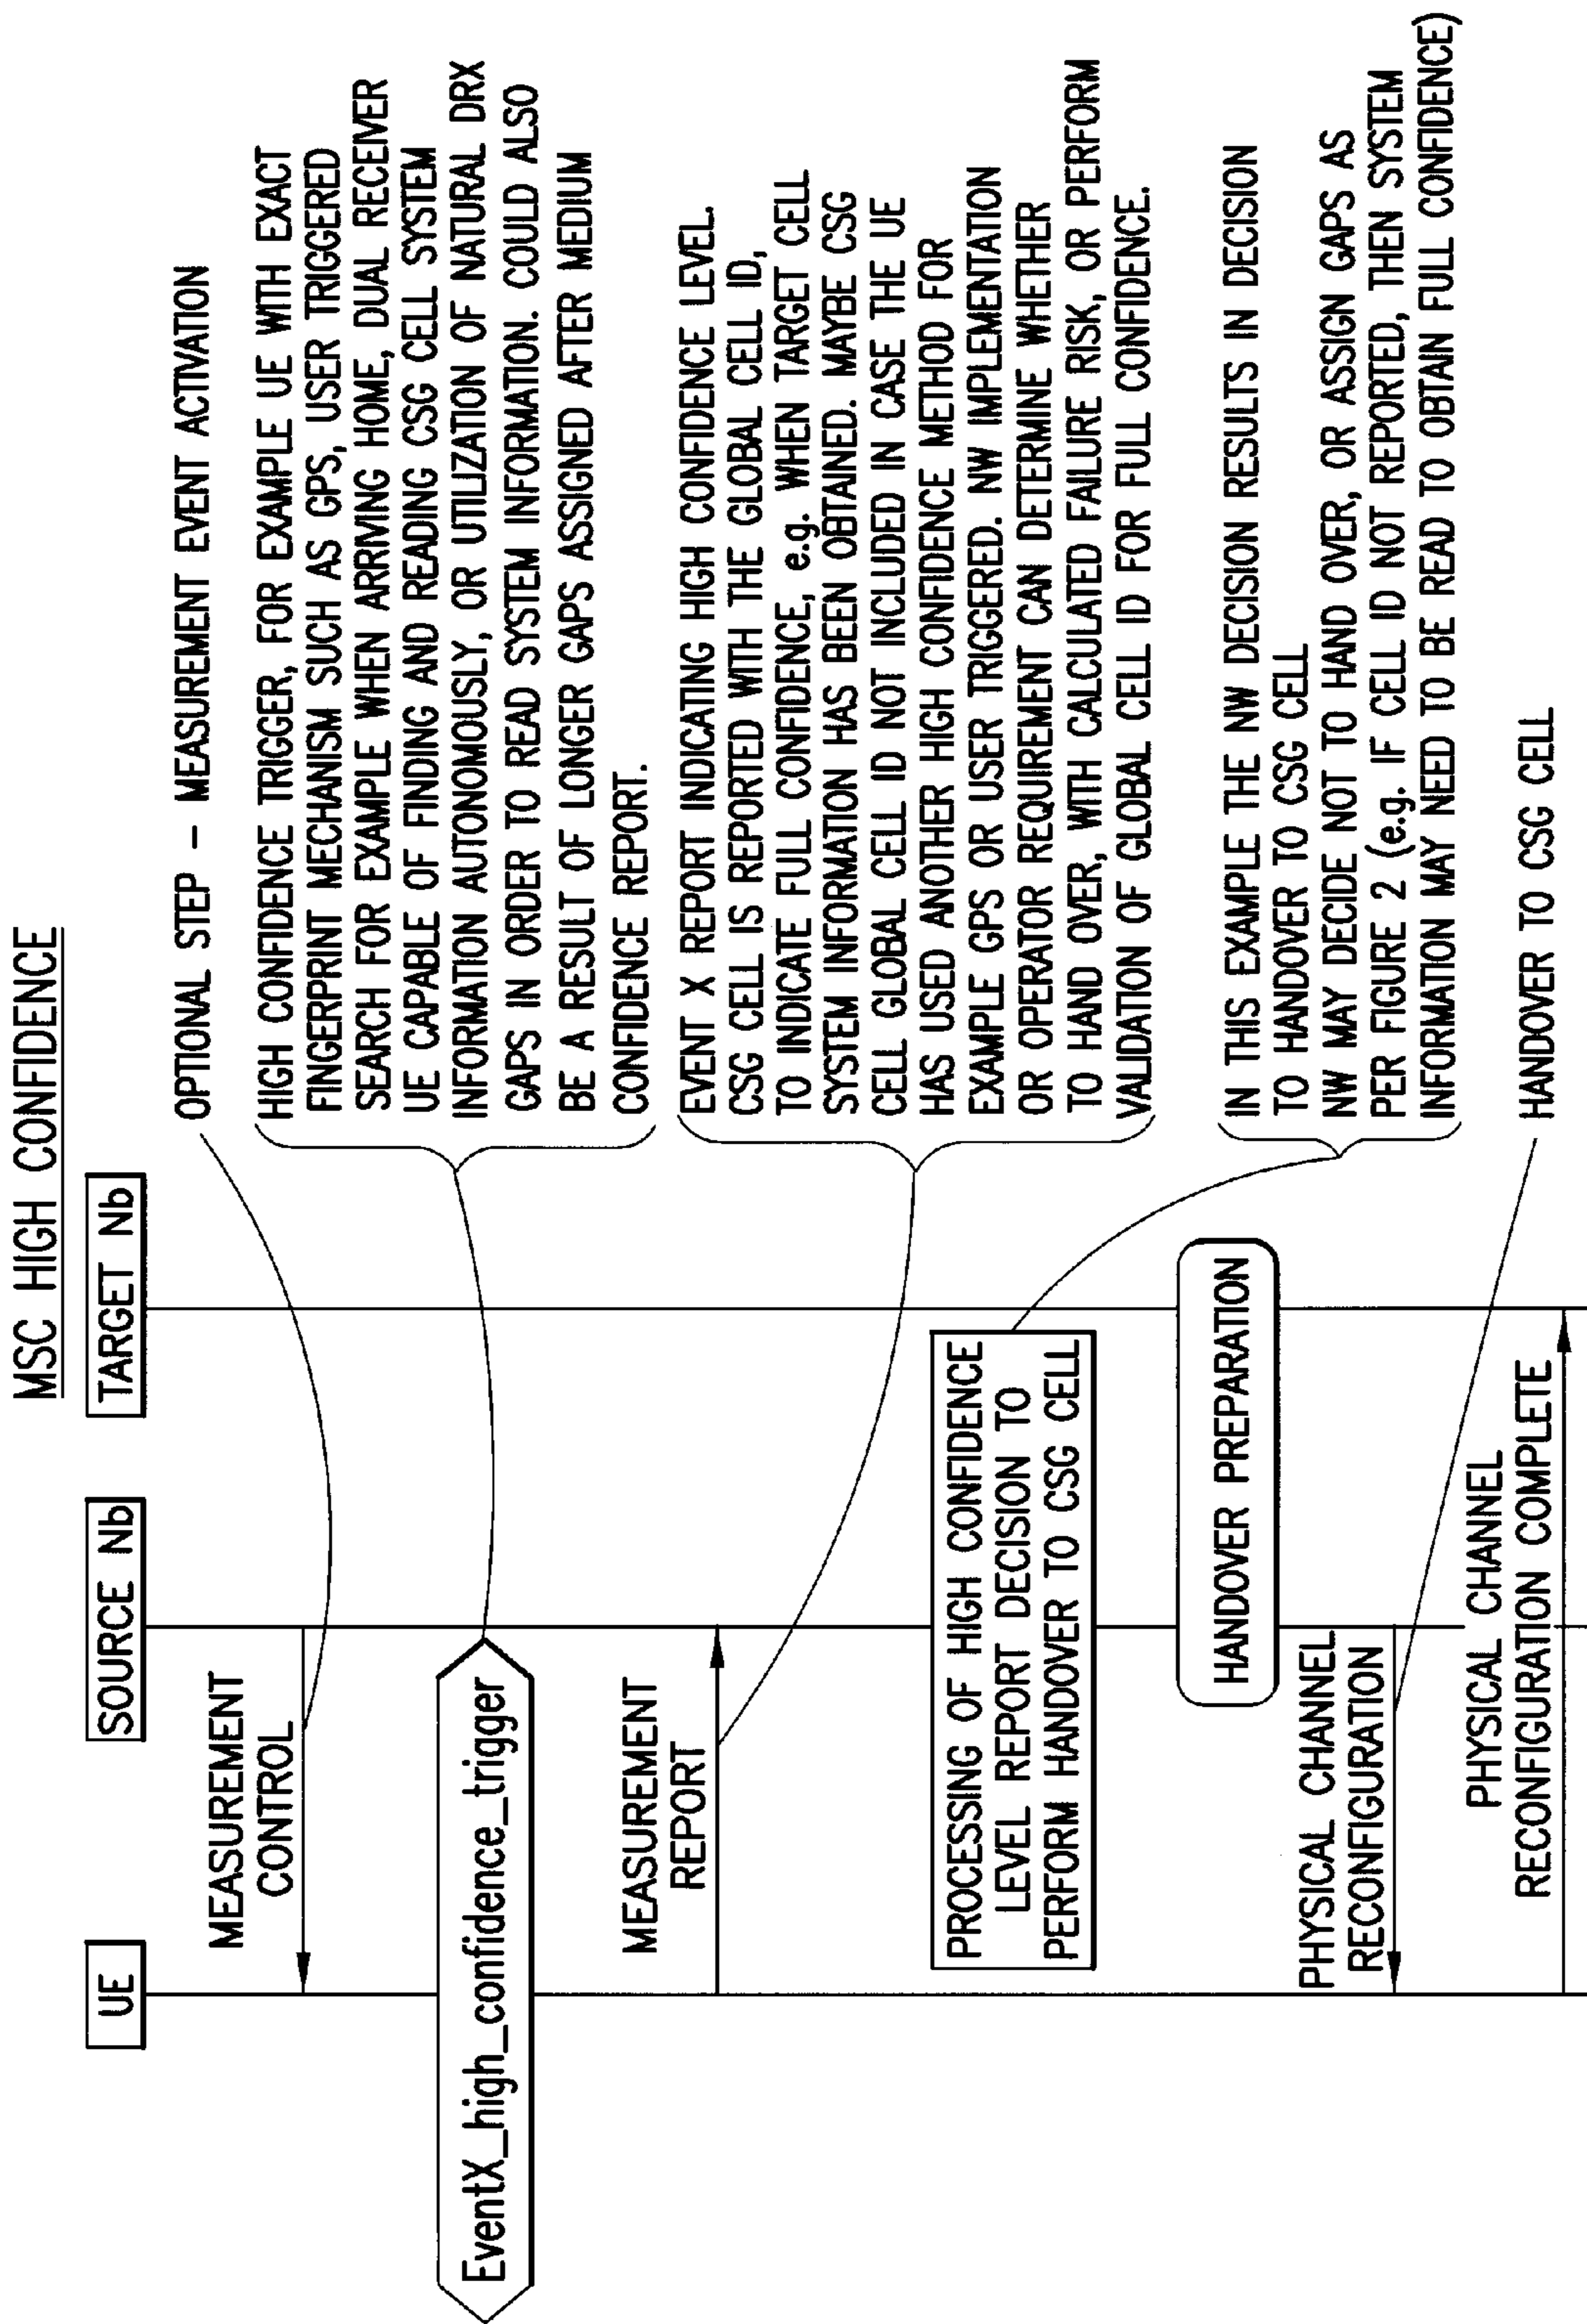 MSC HIGH CONFIDENCE
UE
SOURCE Nb
TARGET Nb
MEASUREMENT
CONTROL
OPTIONAL STEP – MEASUREMENT EVENT ACTIVATION
EventX_high_confidence_trigger
HIGH CONFIDENCE TRIGGER, FOR EXAMPLE UE WITH EXACT
FINGERPRINT MECHANISM SUCH AS GPS, USER TRIGGERED
SEARCH FOR EXAMPLE WHEN ARRIVING HOME, DUAL RECEIVER
UE CAPABLE OF FINDING AND READING CSG CELL SYSTEM
INFORMATION AUTONOMOUSLY, OR UTILIZATION OF NATURAL DRX
GAPS IN ORDER TO READ SYSTEM INFORMATION. COULD ALSO
BE A RESULT OF LONGER GAPS ASSIGNED AFTER MEDIUM
CONFIDENCE REPORT.
MEASUREMENT
REPORT
EVENT X REPORT INDICATING HIGH CONFIDENCE LEVEL.
CSG CELL IS REPORTED WITH THE GLOBAL CELL ID,
TO INDICATE FULL CONFIDENCE, e.g. WHEN TARGET CELL
SYSTEM INFORMATION HAS BEEN OBTAINED. MAYBE CSG
CELL GLOBAL CELL ID NOT INCLUDED IN CASE THE UE
HAS USED ANOTHER HIGH CONFIDENCE METHOD FOR
EXAMPLE GPS OR USER TRIGGERED. NW IMPLEMENTATION
OR OPERATOR REQUIREMENT CAN DETERMINE WHETHER
TO HAND OVER, WITH CALCULATED FAILURE RISK, OR PERFORM
VALIDATION OF GLOBAL CELL ID FOR FULL CONFIDENCE.
PROCESSING OF HIGH CONFIDENCE
LEVEL REPORT DECISION TO
PERFORM HANDOVER TO CSG CELL
IN THIS EXAMPLE THE NW DECISION RESULTS IN DECISION
TO HANDOVER TO CSG CELL
NW MAY DECIDE NOT TO HAND OVER, OR ASSIGN GAPS AS
PER FIGURE 2 (e.g. IF CELL ID NOT REPORTED, THEN SYSTEM
INFORMATION MAY NEED TO BE READ TO OBTAIN FULL CONFIDENCE)
HANDOVER PREPARATION
PHYSICAL CHANNEL
RECONFIGURATION
HANDOVER TO CSG CELL
PHYSICAL CHANNEL
RECONFIGURATION COMPLETE